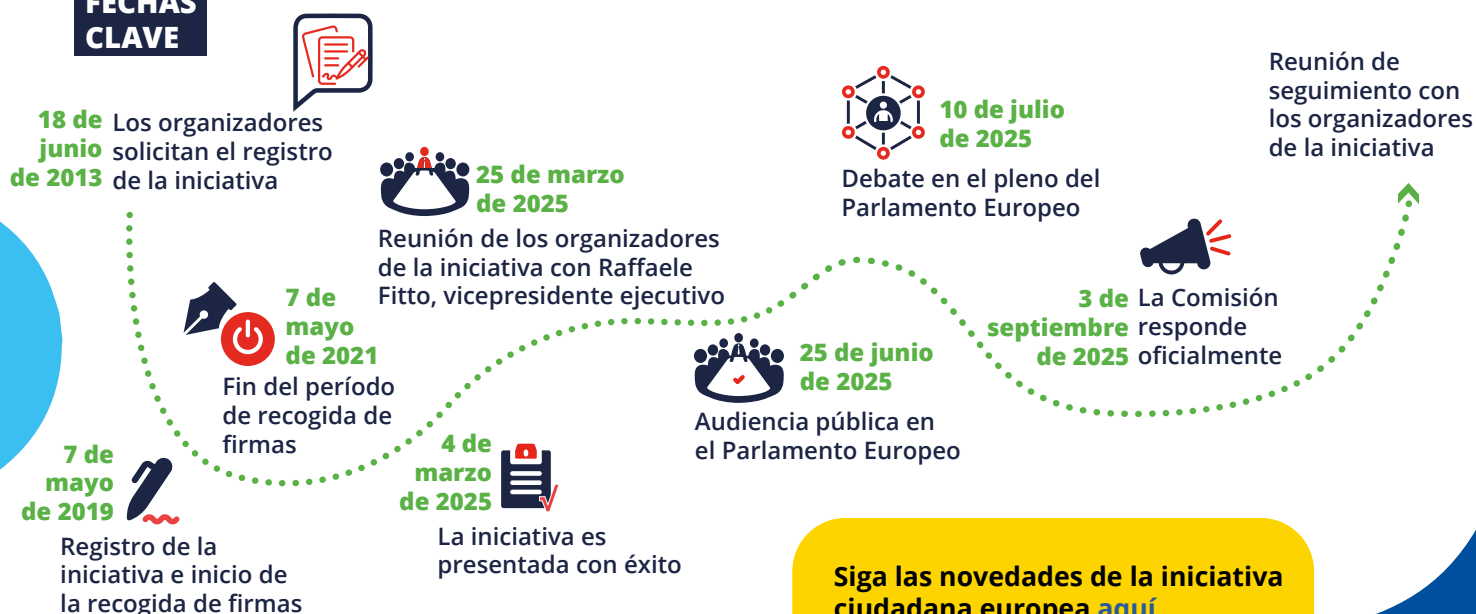 FECHAS
CLAVE
18 de
junio
de 2013
Los organizadores
solicitan el registro
de la iniciativa
7 de
mayo
de 2019
Registro de la
iniciativa e inicio de
la recogida de firmas
7 de
mayo
de 2021
Fin del período
de recogida de
firmas
4 de
marzo
de 2025
La iniciativa es
presentada con éxito
25 de marzo
de 2025
Reunión de los organizadores
de la iniciativa con Raffaele
Fitto, vicepresidente ejecutivo
25 de junio
de 2025
Audiencia pública en
el Parlamento Europeo
10 de julio
de 2025
Debate en el pleno del
Parlamento Europeo
3 de
septiembre
de 2025
La Comisión
responde
oficialmente
Reunión de
seguimiento con
los organizadores
de la iniciativa
Siga las novedades de la iniciativa
ciudadana europea aquí